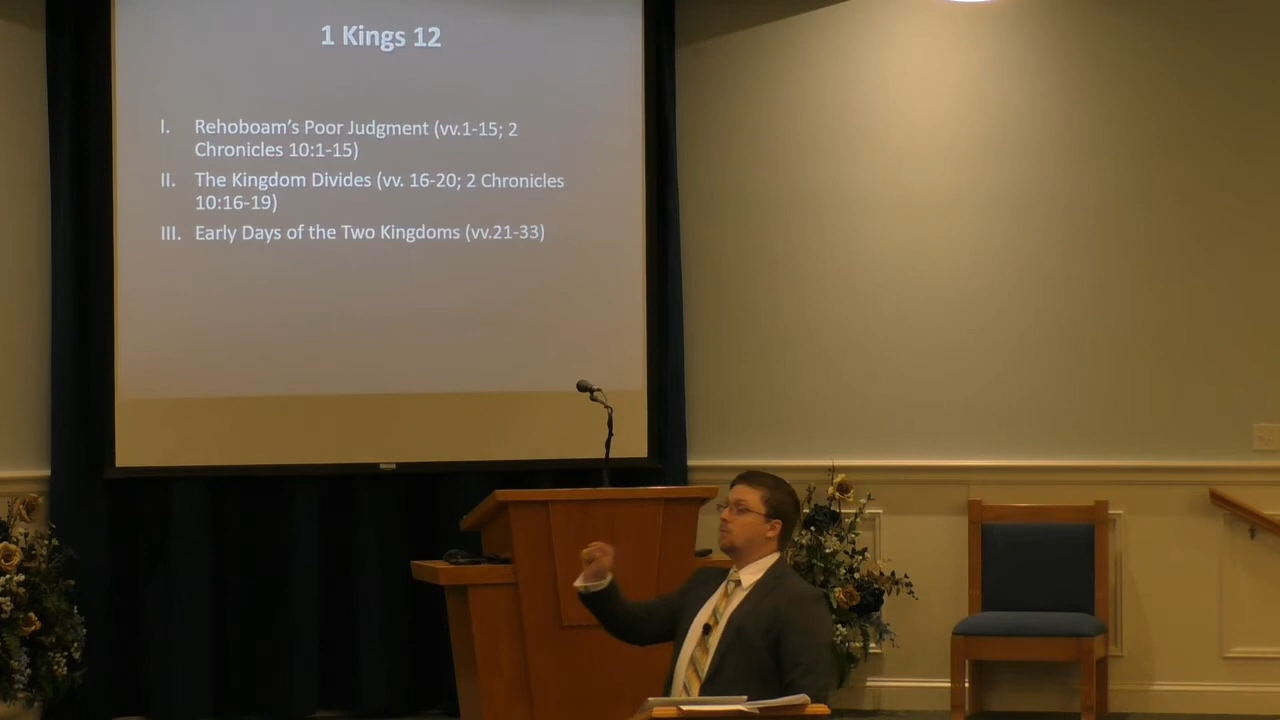 1 Kings 12
I. Rehoboam's Poor Judgment (vv.1-15; 2
Chronicles 10:1-15)
II. The Kingdom Divides (vv. 16-20; 2 Chronicles
10:16-19)
III. Early Days of the Two Kingdoms (vv.21-33)